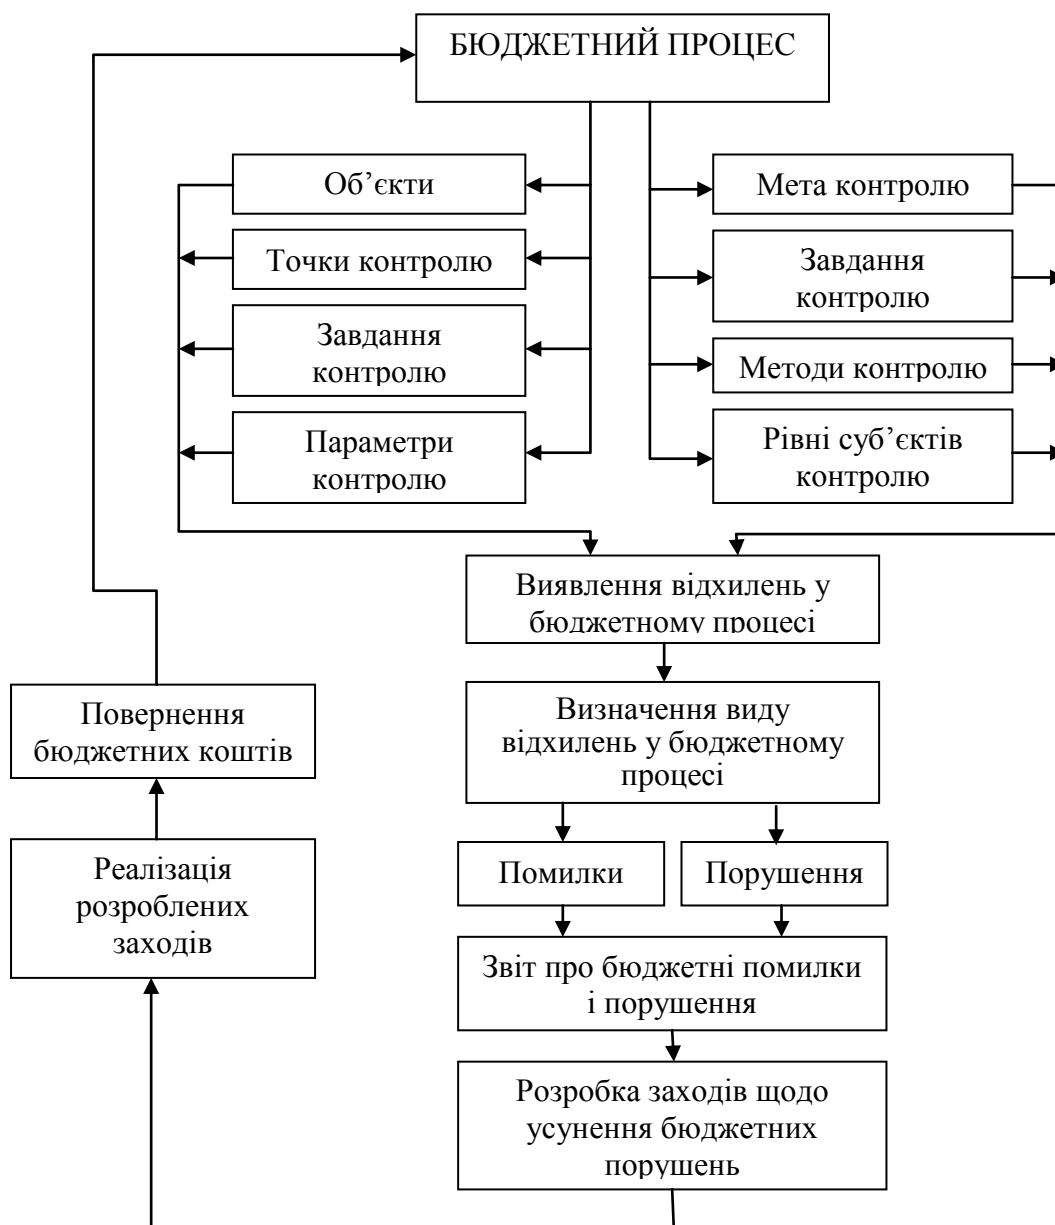 БЮДЖЕТНИЙ ПРОЦЕС
Об’єкти
Точки контролю
Завдання
контролю
Параметри
контролю
Мета контролю
Завдання
контролю
Методи контролю
Рівні суб’єктів
контролю
Виявлення відхилень у
бюджетному процесі
Визначення виду
відхилень у бюджетному
процесі
Помилки
Порушення
Звіт про бюджетні помилки
і порушення
Розробка заходів щодо
усунення бюджетних
порушень
Реалізація
розроблених
заходів
Повернення
бюджетних коштів